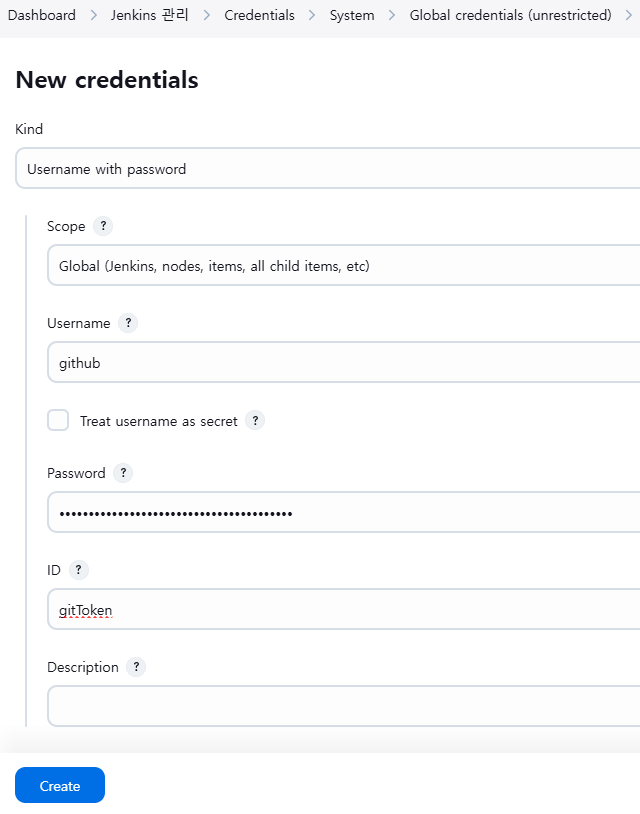 Dashboard > Jenkins 관리 > Credentials > System > Global credentials (unrestricted) >
New credentials
Kind
Username with password
Scope ?
Global (Jenkins, nodes, items, all child items, etc)
Username ?
github
Treat username as secret ?
Password ?
••••••••••••••••••••••••••••••••••••••••
ID ?
gitToken
Description ?
Create